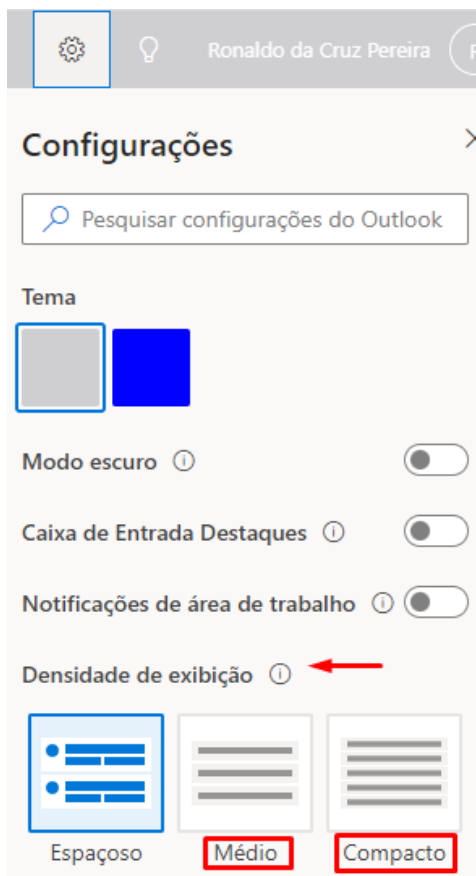 Ronaldo da Cruz Pereira
Configurações
Pesquisar configurações do Outlook
Tema
Modo escuro
Caixa de Entrada Destaques
Notificações de área de trabalho
Densidade de exibição
Espaçoso Médio Compacto